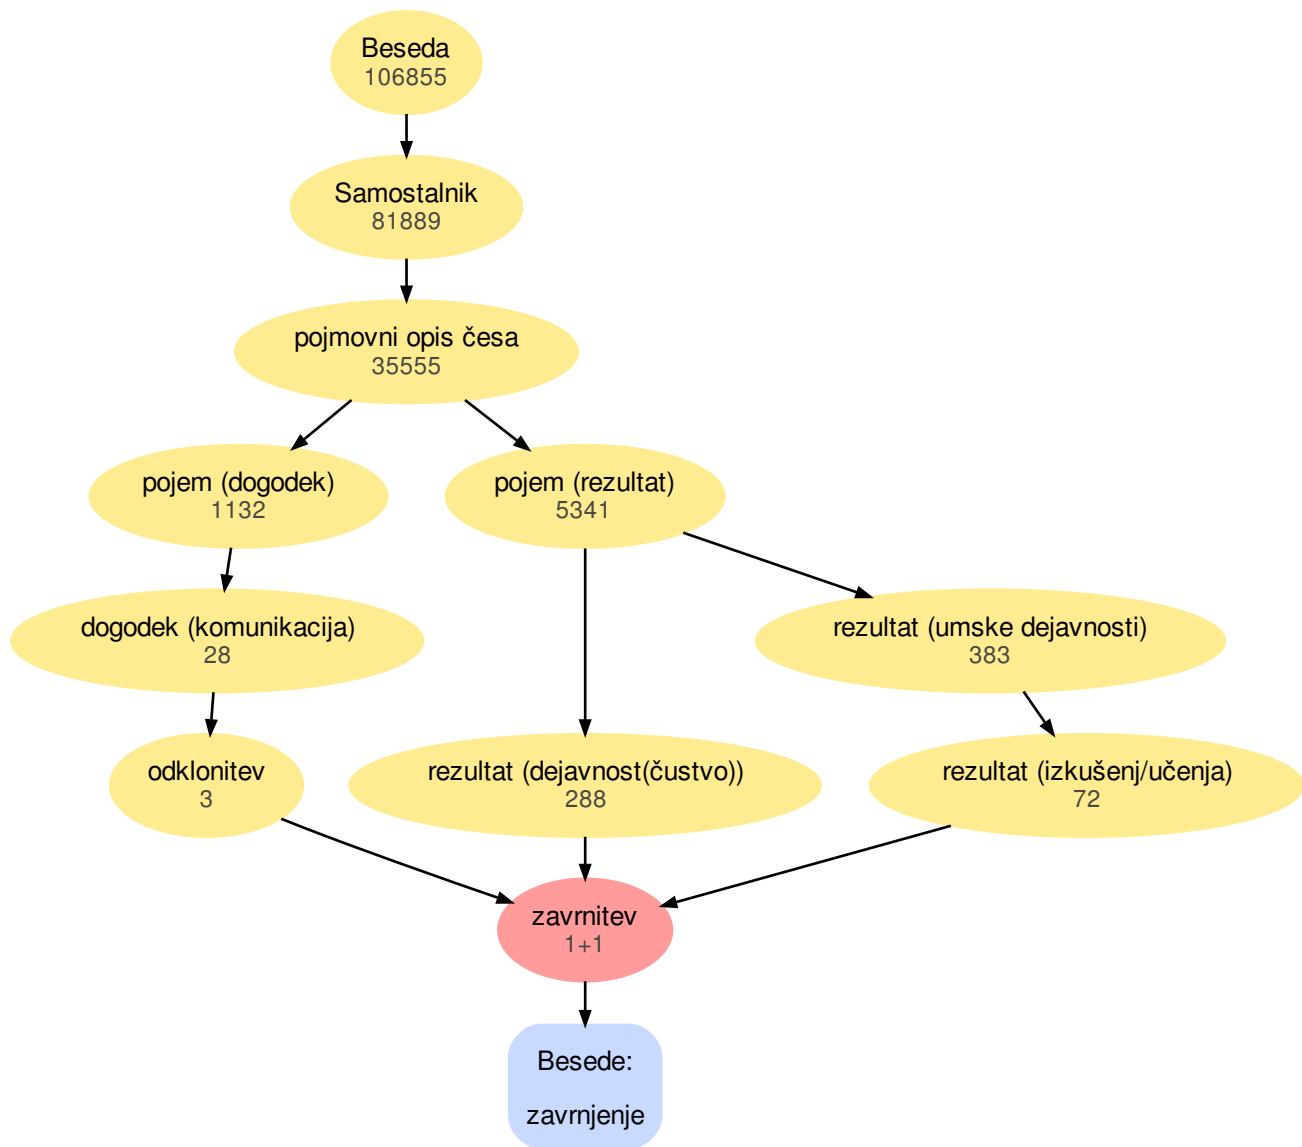 Beseda
106855
Samostalnik
81889
pojmovni opis česa
35555
pojem (dogodek)
1132
pojem (rezultat)
5341
dogodek (komunikacija)
28
rezultat (umske dejavnosti)
383
odklonitev
3
rezultat (dejavnost(čustvo))
288
rezultat (izkušenj/učenja)
72
zavrnitev
1+1
Besede:
zavrnjenje